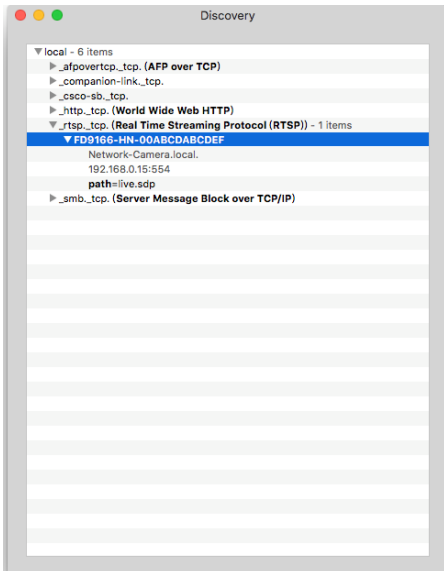 Discovery
local - 6 items
_afpovertcp._tcp. (AFP over TCP)
_companion-link._tcp.
_csco-sb._tcp.
_http._tcp. (World Wide Web HTTP)
_rtsp._tcp. (Real Time Streaming Protocol (RTSP)) - 1 items
FD9166-HN-00ABCDABCDEF
Network-Camera.local.
192.168.0.15:554
path=live.sdp
_smb._tcp. (Server Message Block over TCP/IP)